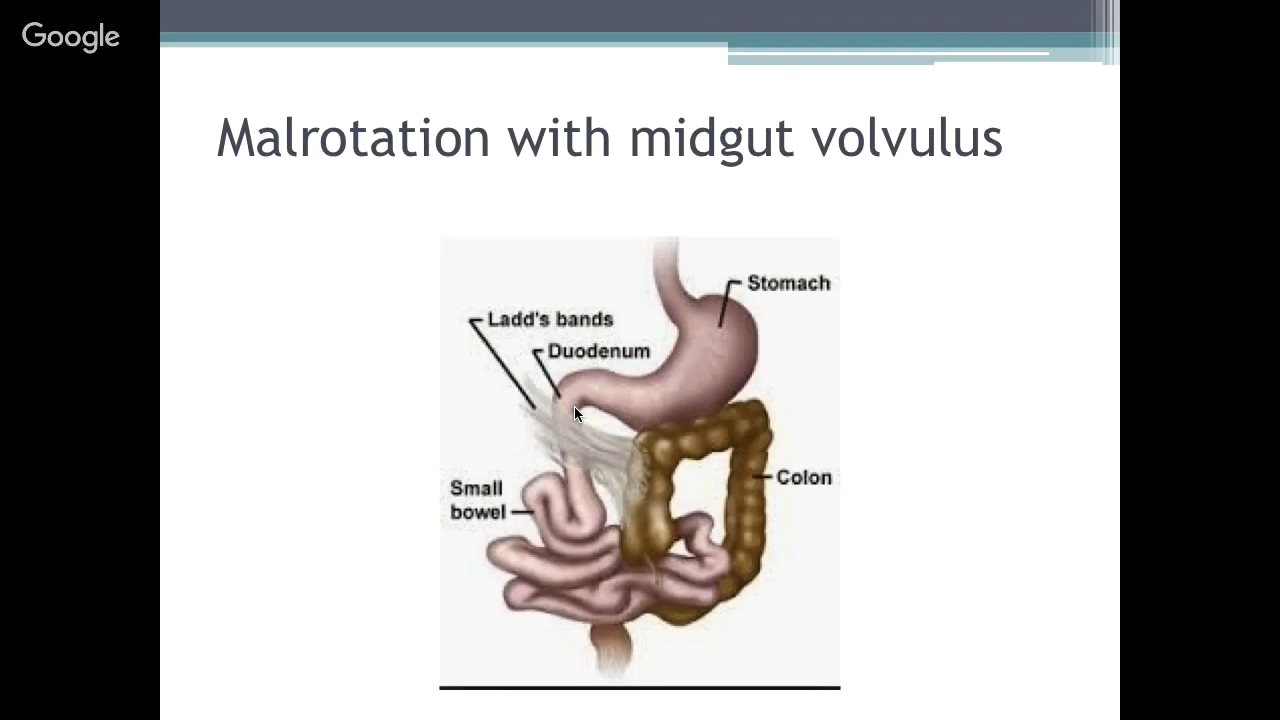 Google
Malrotation with midgut volvulus
Stomach
Ladd's bands
Duodenum
Colon
Small
bowel